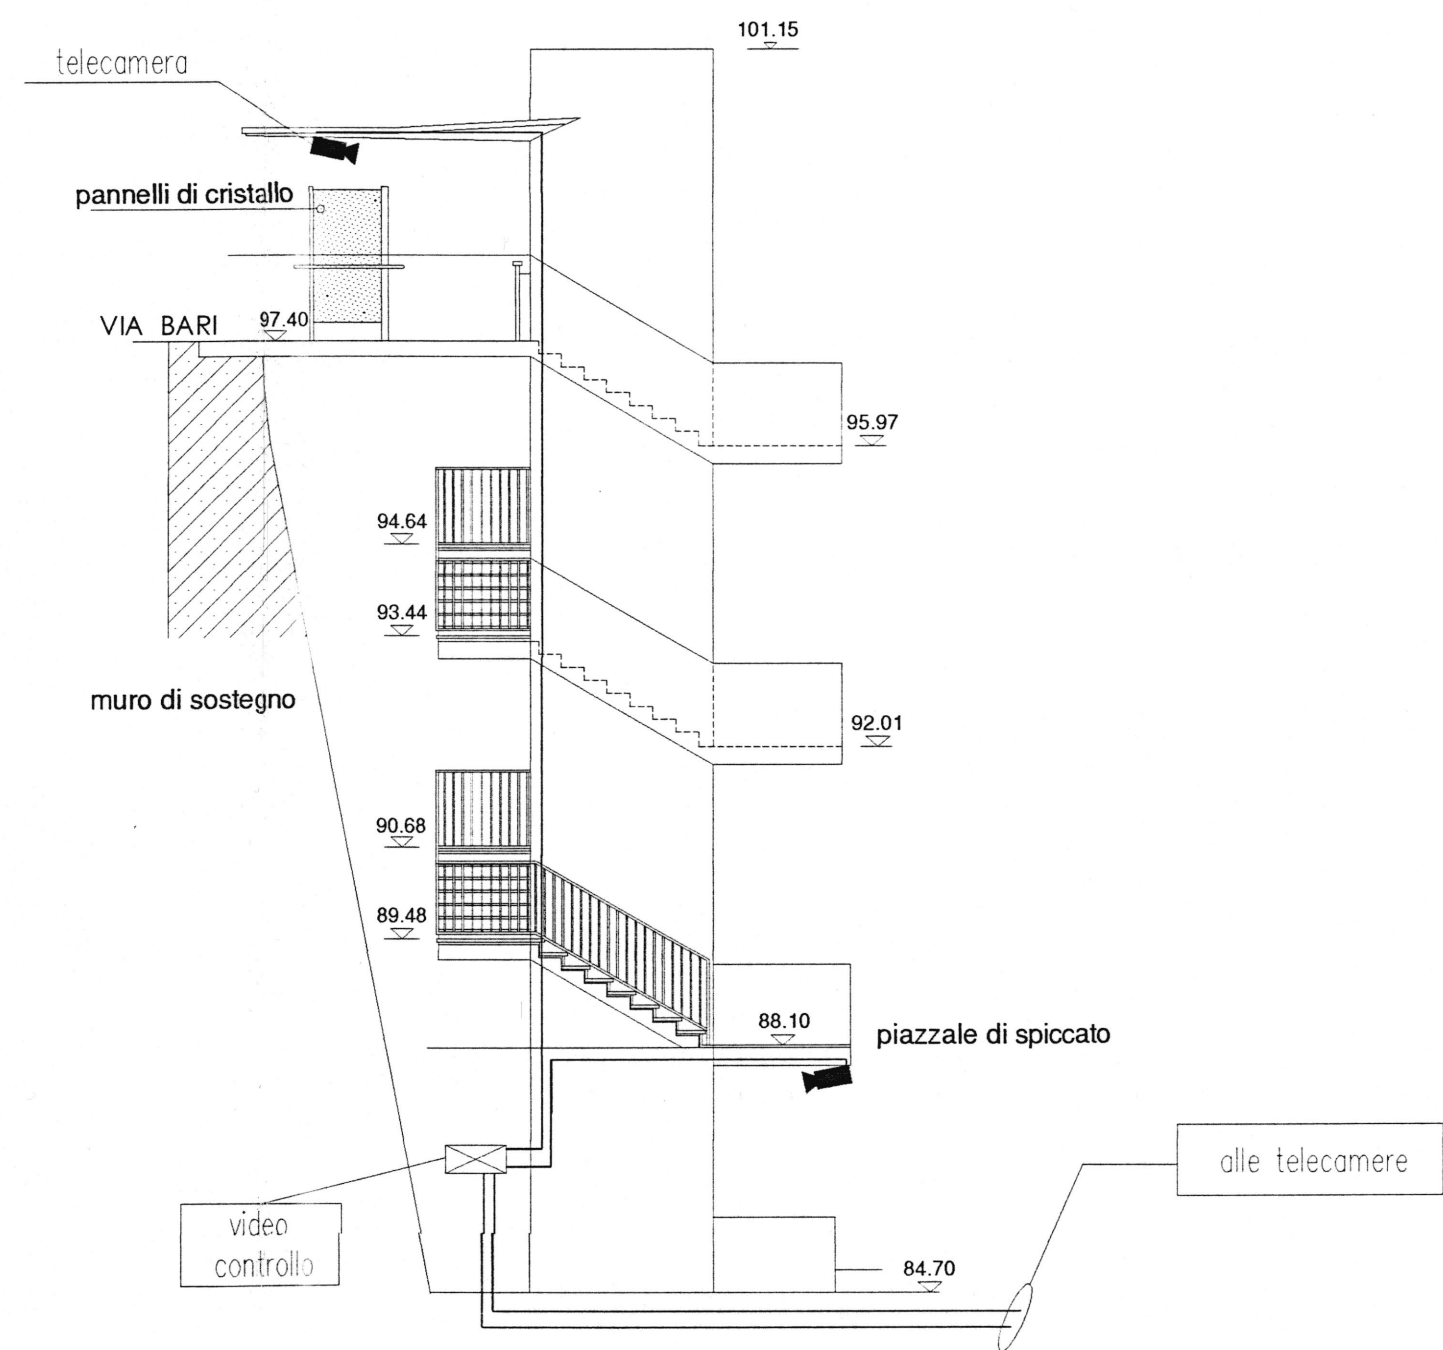 101.15
telecamera
pannelli di cristallo
VIA BARI
97.40
95.97
94.64
93.44
muro di sostegno
92.01
90.68
89.48
88.10
piazzale di spiccato
alle telecamere
video
controllo
84.70